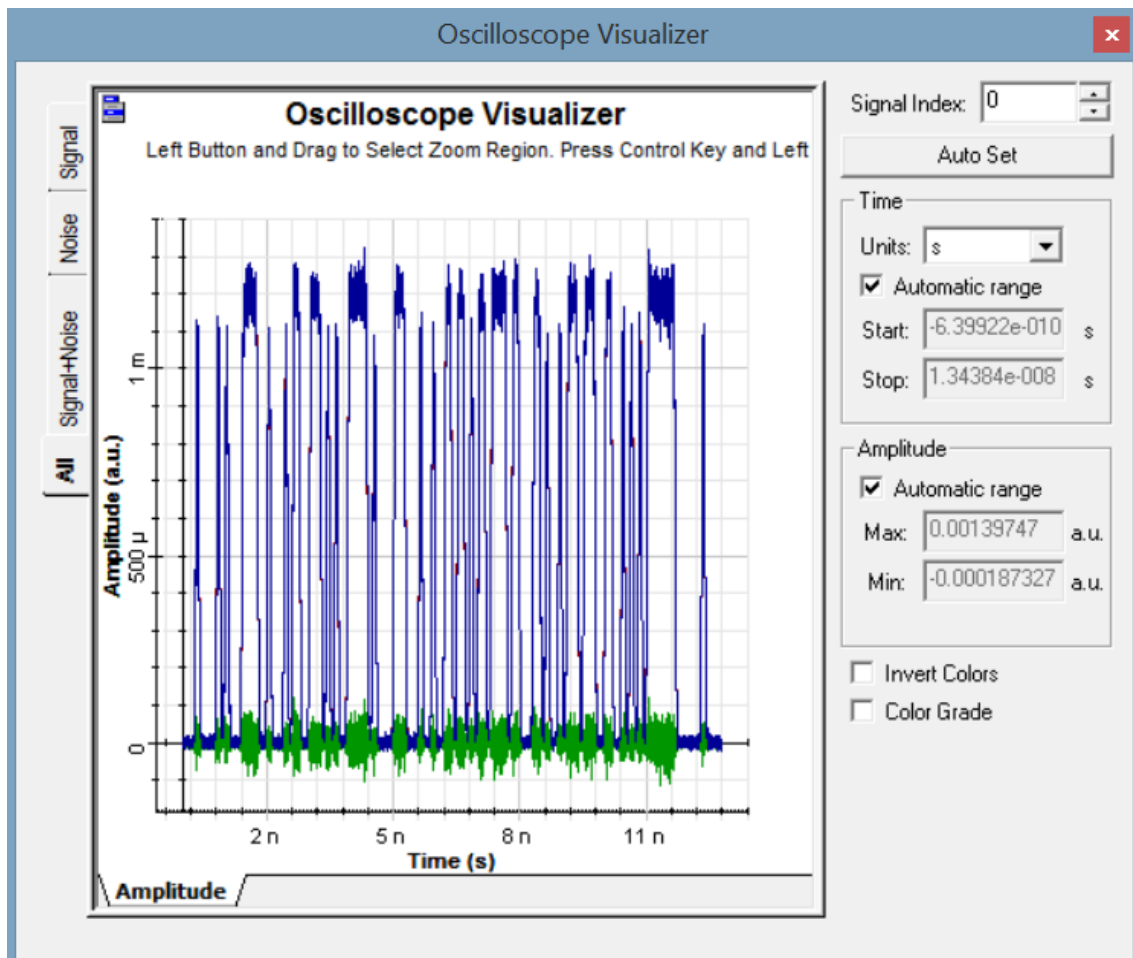 Oscilloscope Visualizer
x
Signal
Noise
Signal+Noise
All
Oscilloscope Visualizer
Left Button and Drag to Select Zoom Region. Press Control Key and Left
Amplitude (a.u.)
1 m
500 µ
0
2 n 5 n 8 n 11 n
Time (s)
Amplitude
Signal Index: 0
Auto Set
Time
Units: s
Automatic range
Start: -6.39922e-010 s
Stop: 1.34384e-008 s
Amplitude
Automatic range
Max: 0.00139747 a.u.
Min: -0.000187327 a.u.
Invert Colors
Color Grade